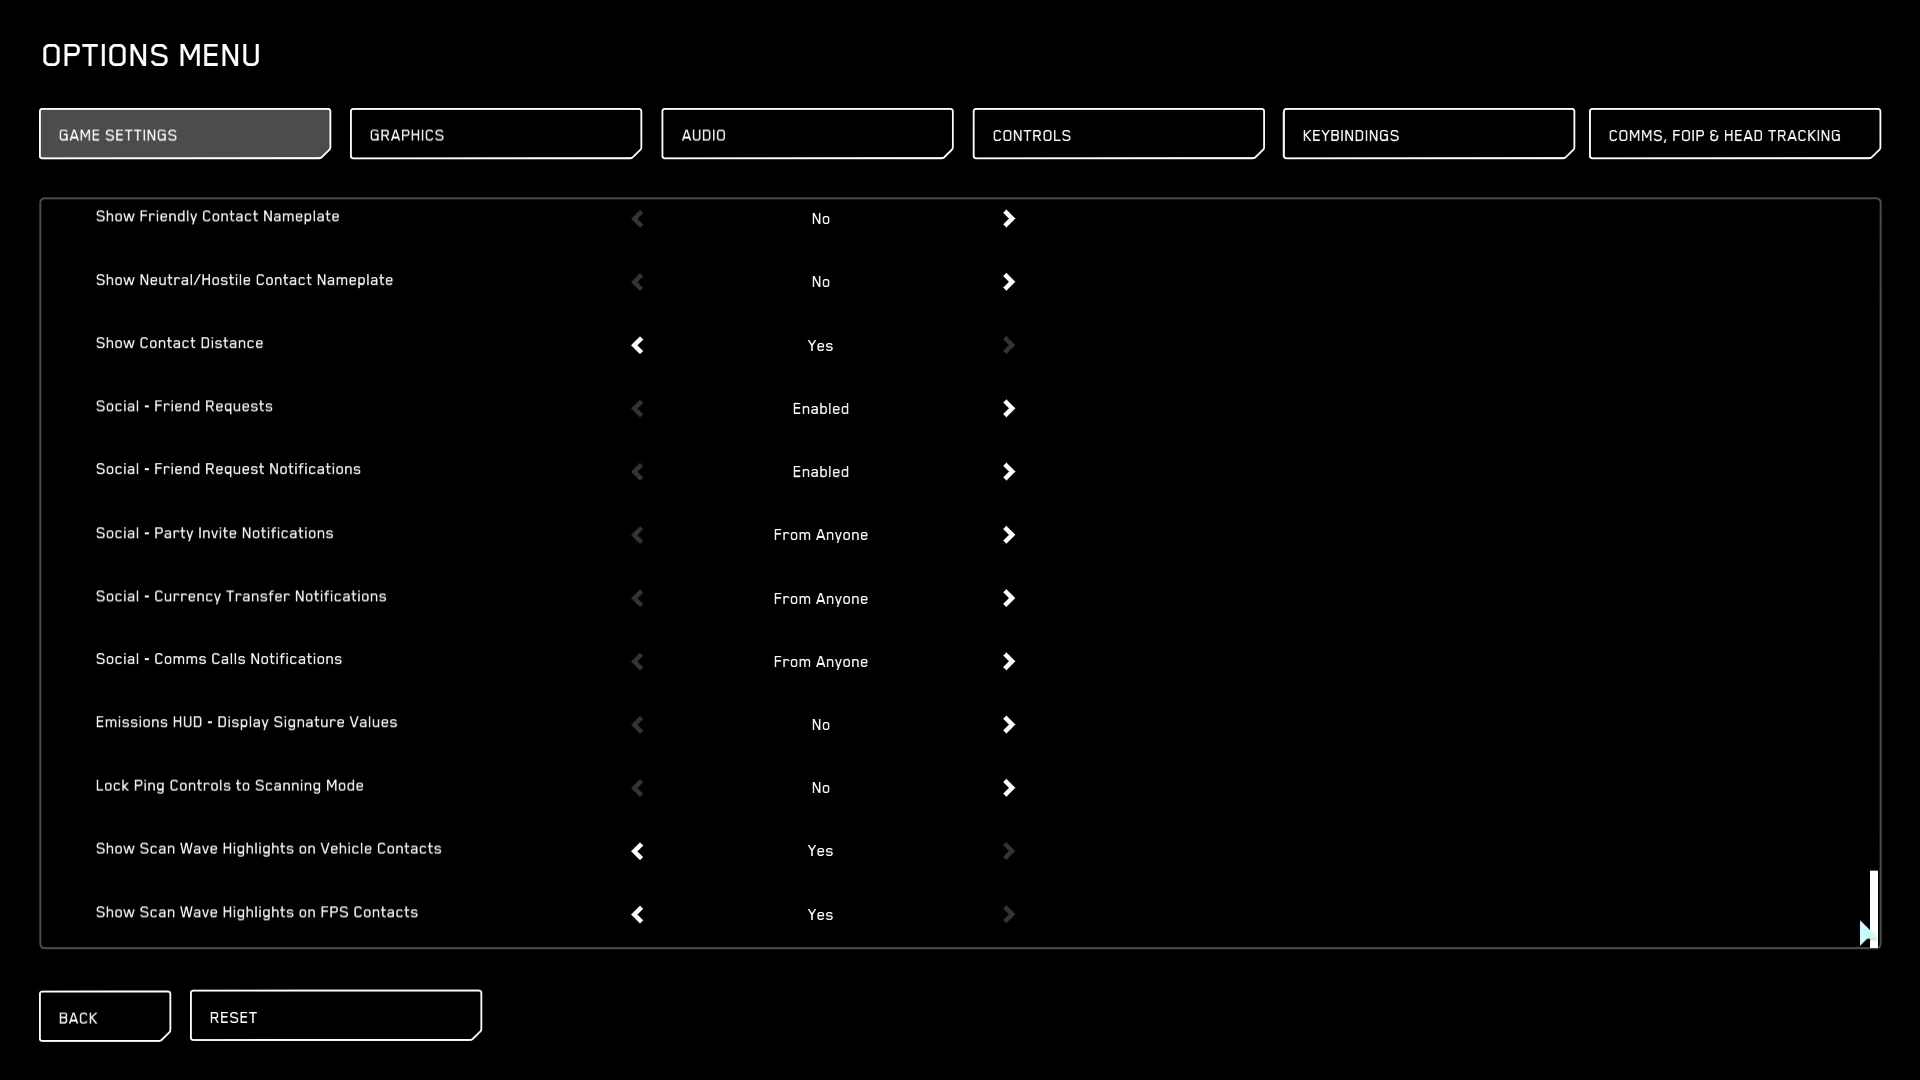 OPTIONS MENU
GAME SETTINGS
GRAPHICS
AUDIO
CONTROLS
KEYBINDINGS
COMMS, FOIP & HEAD TRACKING
Show Friendly Contact Nameplate No
Show Neutral/Hostile Contact Nameplate No
Show Contact Distance Yes
Social - Friend Requests Enabled
Social - Friend Request Notifications Enabled
Social - Party Invite Notifications From Anyone
Social - Currency Transfer Notifications From Anyone
Social - Comms Calls Notifications From Anyone
Emissions HUD - Display Signature Values No
Lock Ping Controls to Scanning Mode No
Show Scan Wave Highlights on Vehicle Contacts Yes
Show Scan Wave Highlights on FPS Contacts Yes
BACK
RESET